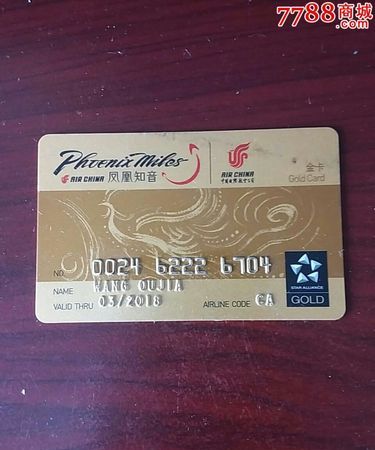 7788商城
Phoenix Miles
AIR CHINA 凤凰知音
AIR CHINA
中国国际航空公司
金卡
Gold Card
NO. 0024 6222 6704
NAME WANG OUJIA
VALID THRU 03/2018 AIRLINE CODE CA
STAR ALLIANCE
GOLD